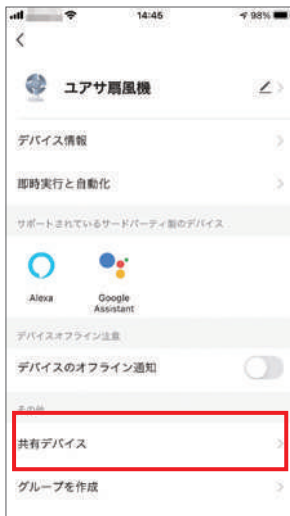 14:45
98%
ユアサ扇風機
デバイス情報
即時実行と自動化
サポートされているサードパーティ製のデバイス
Alexa
Google
Assistant
デバイスオフライン注意
デバイスのオフライン通知
その他
共有デバイス
グループを作成